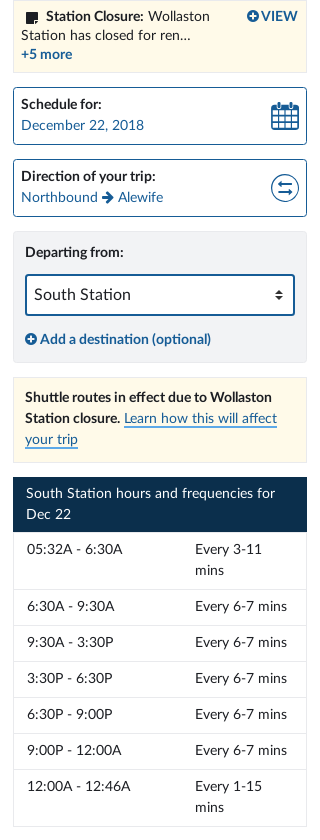 Station Closure: Wollaston
VIEW
Station has closed for ren...
+5 more
Schedule for:
December 22, 2018
Direction of your trip:
Northbound → Alewife
Departing from:
South Station
Add a destination (optional)
Shuttle routes in effect due to Wollaston
Station closure. Learn how this will affect
your trip
South Station hours and frequencies for
Dec 22
05:32A - 6:30A Every 3-11
mins
6:30A - 9:30A Every 6-7 mins
9:30A - 3:30P Every 6-7 mins
3:30P - 6:30P Every 6-7 mins
6:30P - 9:00P Every 6-7 mins
9:00P - 12:00A Every 6-7 mins
12:00A - 12:46A Every 1-15
mins